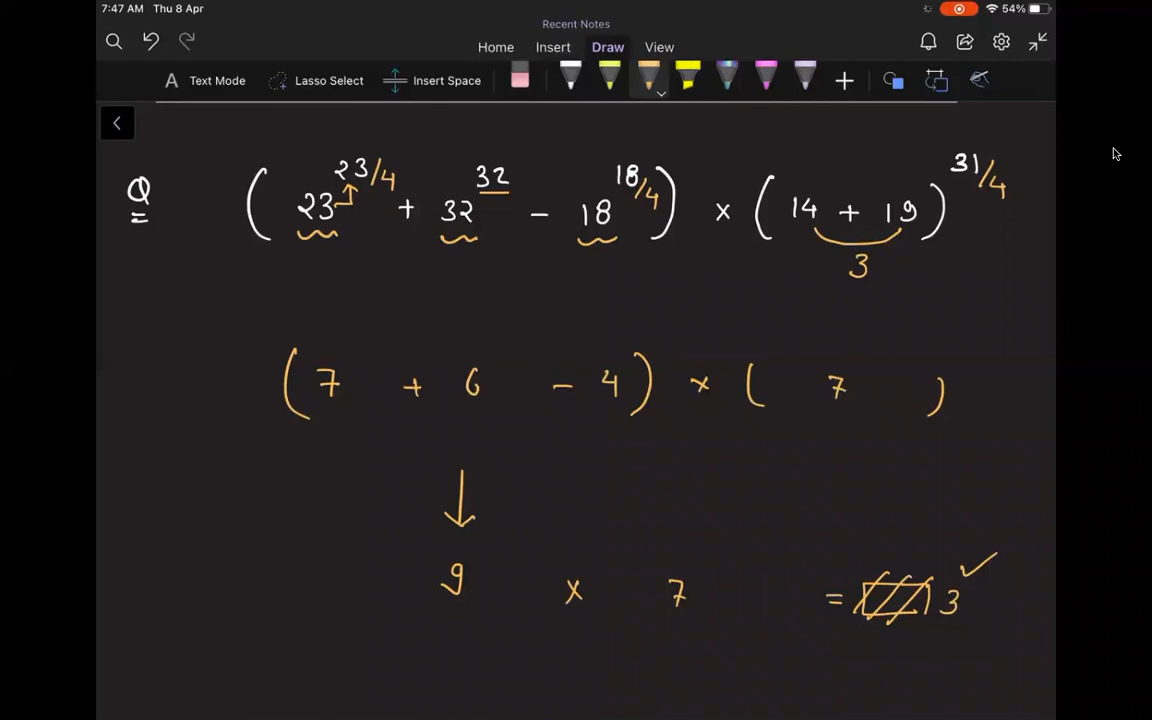 7:47 AM Thu 8 Apr
54%
Recent Notes
Home Insert Draw View
Text Mode Lasso Select Insert Space
Q (23^23/4 + 32^32 - 18^18/4) × (14 + 19)^31/4
3
(7 + 6 - 4) × ( 7 )
↓
9 × 7 = 3 ✓